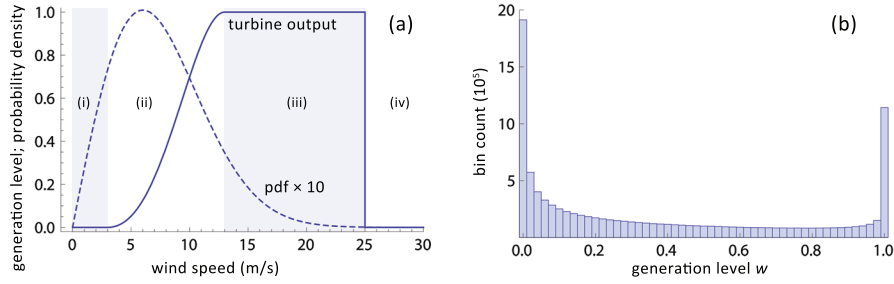 generation level; probability density
1.0
0.8
0.6
0.4
0.2
0.0
(a)
turbine output
(i)
(ii)
(iii)
(iv)
pdf × 10
0
5
10
15
20
25
30
wind speed (m/s)
bin count (10⁵)
20
15
10
5
(b)
0.0
0.2
0.4
0.6
0.8
1.0
generation level w